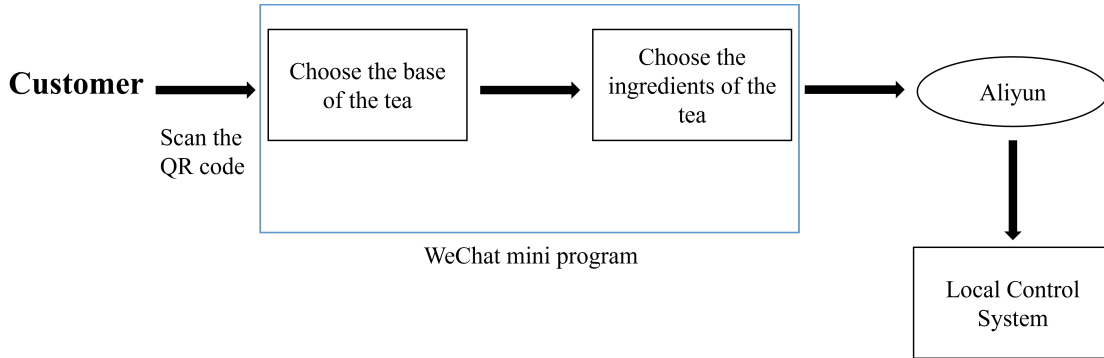 Customer
Scan the
QR code
Choose the base
of the tea
Choose the
ingredients of the
tea
WeChat mini program
Aliyun
Local Control
System